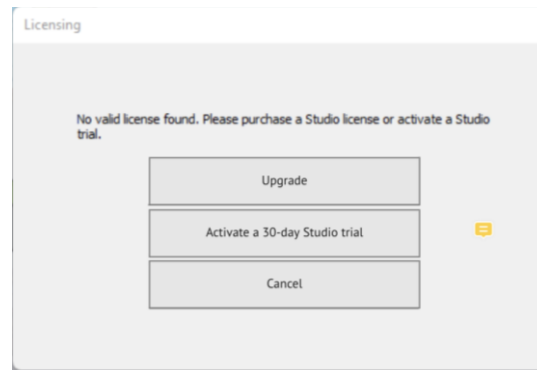 Licensing
No valid license found. Please purchase a Studio license or activate a Studio
trial.
Upgrade
Activate a 30-day Studio trial
Cancel